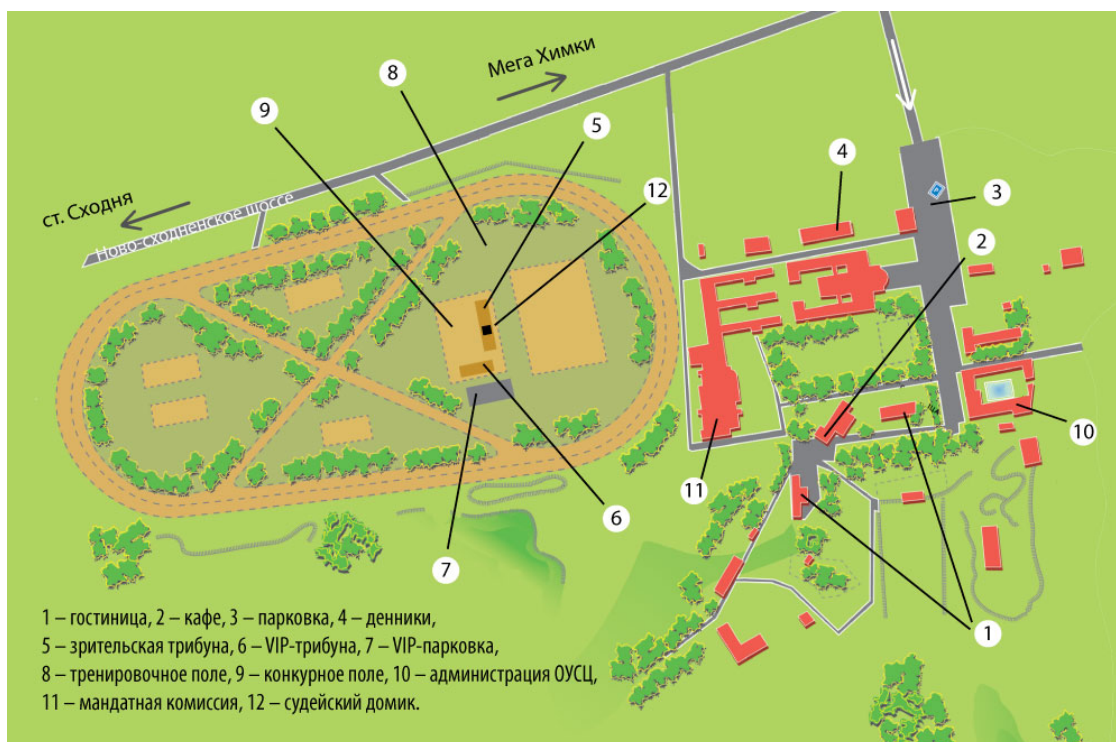 Мега Химки
8
9
5
4
12
3
ст. Сходня
Ново-сходненское шоссе
2
10
11
6
7
1
1 – гостиница, 2 – кафе, 3 – парковка, 4 – денники,
5 – зрительская трибуна, 6 – VIP-трибуна, 7 – VIP-парковка,
8 – тренировочное поле, 9 – конкурное поле, 10 – администрация ОУСЦ,
11 – мандатная комиссия, 12 – судейский домик.